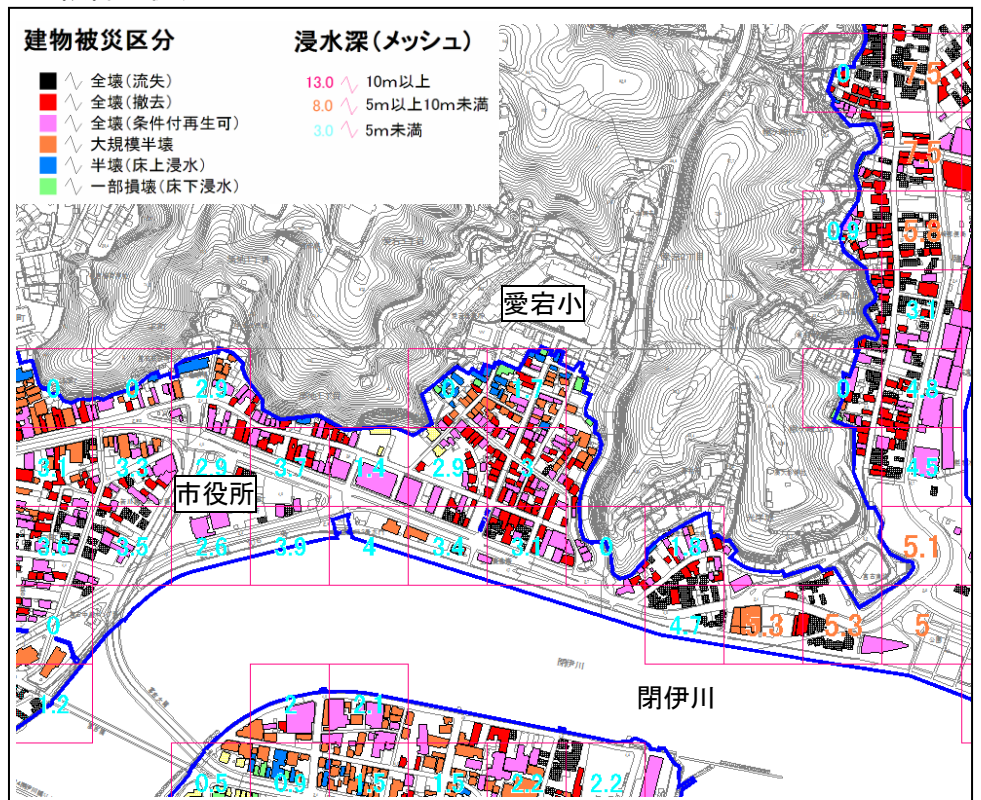 建物被災区分
全壊(流失)
全壊(撤去)
全壊(条件付再生可)
大規模半壊
半壊(床上浸水)
一部損壊(床下浸水)
浸水深(メッシュ)
13.0 10m以上
8.0 5m以上10m未満
3.0 5m未満
0 7.5
7.5
0.9 5.8
愛宕小
3.1
0 0 2.9 0 1.7 0 4.8
3.1 3.3 2.9 3.7 1.4 2.9 3 4.5
市役所
3.6 3.5 2.6 3.9 4 3.4 3.1 0 1.6 5.1
0 4.7 5.3 5.3 5
閉伊川
閉伊川
1.2 2 2.1
0.5 0.9 1.5 1.5 2.2 2.2